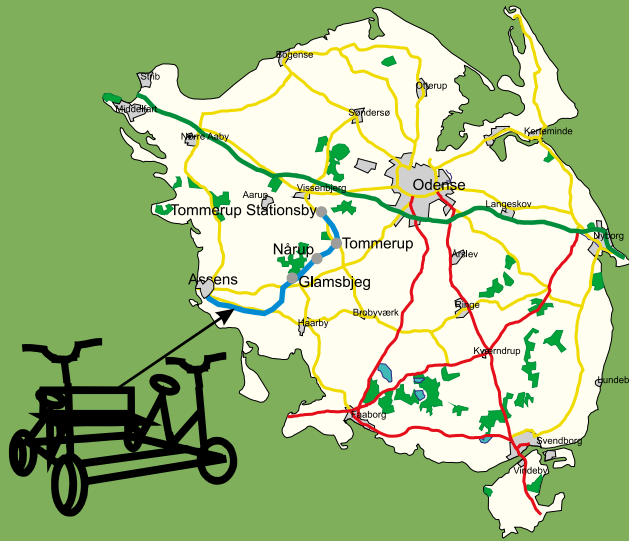 Bogense
Strib
Otterup
Middelfart
Søndersø
Nørre Aaby
Kerteminde
Vissenbjerg
Odense
Aarup
Langeskov
Tommerup Stationsby
Nyborg
Tommerup
Nårup
Årslev
Assens
Glamsbjeg
Ringe
Brobyværk
Haarby
Kværndrup
Lundeb
Faaborg
Svendborg
Vindeby